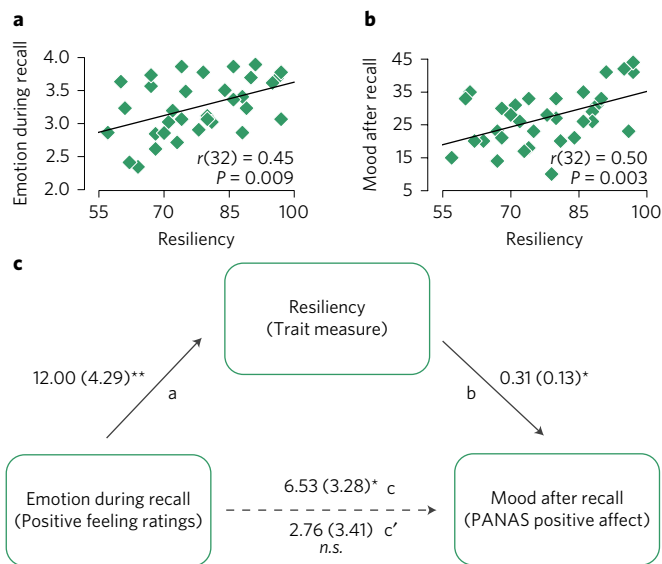 a
Emotion during recall
4.0
3.5
3.0
2.5
2.0
r(32) = 0.45
P = 0.009
55 70 85 100
Resiliency
b
Mood after recall
45
35
25
15
5
r(32) = 0.50
P = 0.003
55 70 85 100
Resiliency
c
Resiliency
(Trait measure)
12.00 (4.29)**
a
0.31 (0.13)*
b
Emotion during recall
(Positive feeling ratings)
6.53 (3.28)* c
2.76 (3.41) c′
n.s.
Mood after recall
(PANAS positive affect)